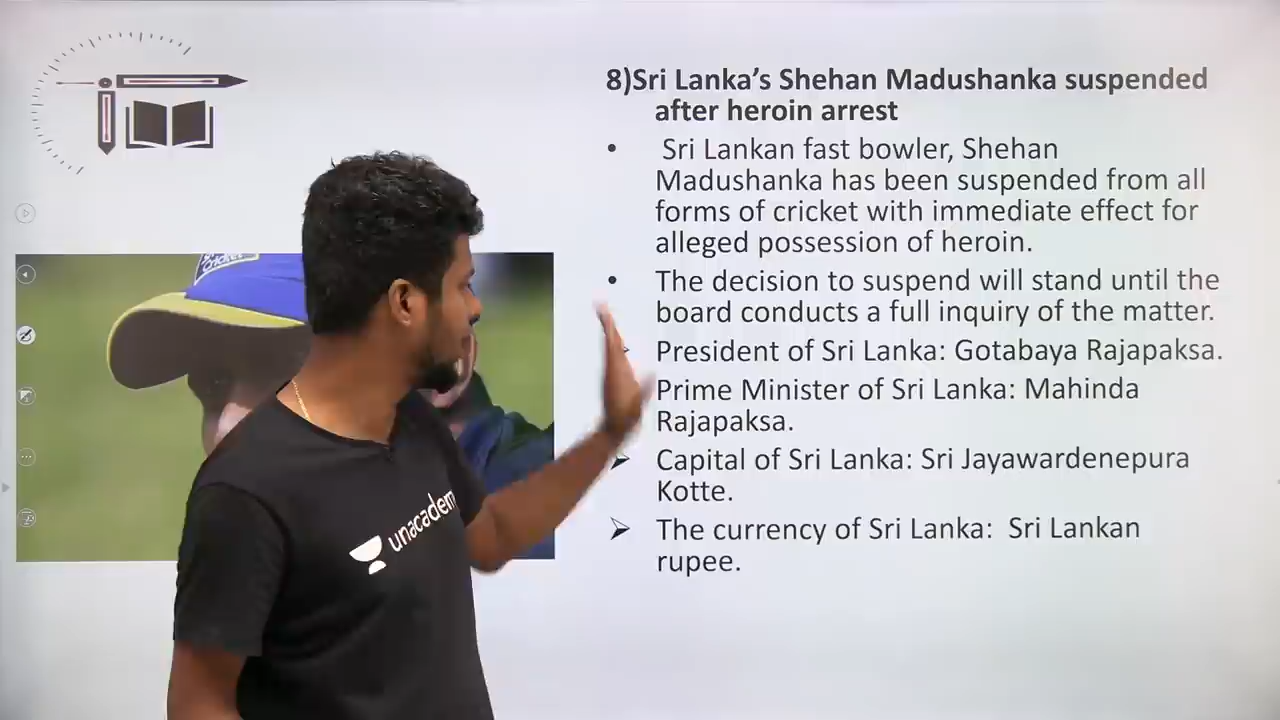 8)Sri Lanka’s Shehan Madushanka suspended
after heroin arrest
• Sri Lankan fast bowler, Shehan
Madushanka has been suspended from all
forms of cricket with immediate effect for
alleged possession of heroin.
• The decision to suspend will stand until the
board conducts a full inquiry of the matter.
President of Sri Lanka: Gotabaya Rajapaksa.
Prime Minister of Sri Lanka: Mahinda
Rajapaksa.
➢ Capital of Sri Lanka: Sri Jayawardenepura
Kotte.
➢ The currency of Sri Lanka: Sri Lankan
rupee.
Cricket
unacadem